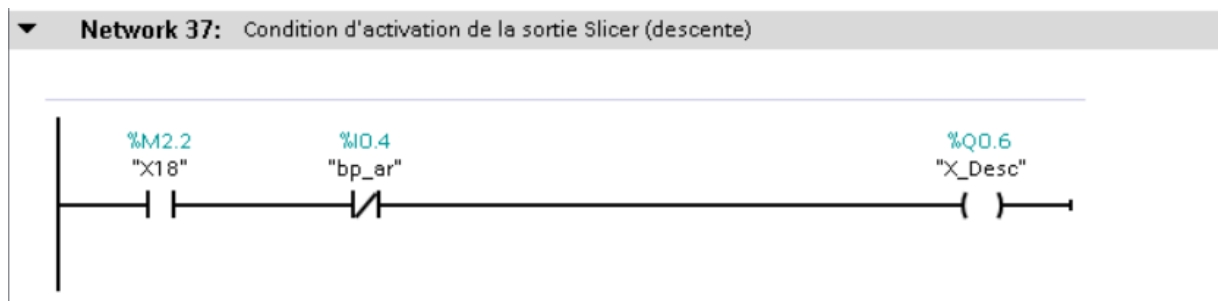 Network 37: Condition d'activation de la sortie Slicer (descente)
%M2.2 %I0.4 %Q0.6
"X18" "bp_ar" "X_Desc"